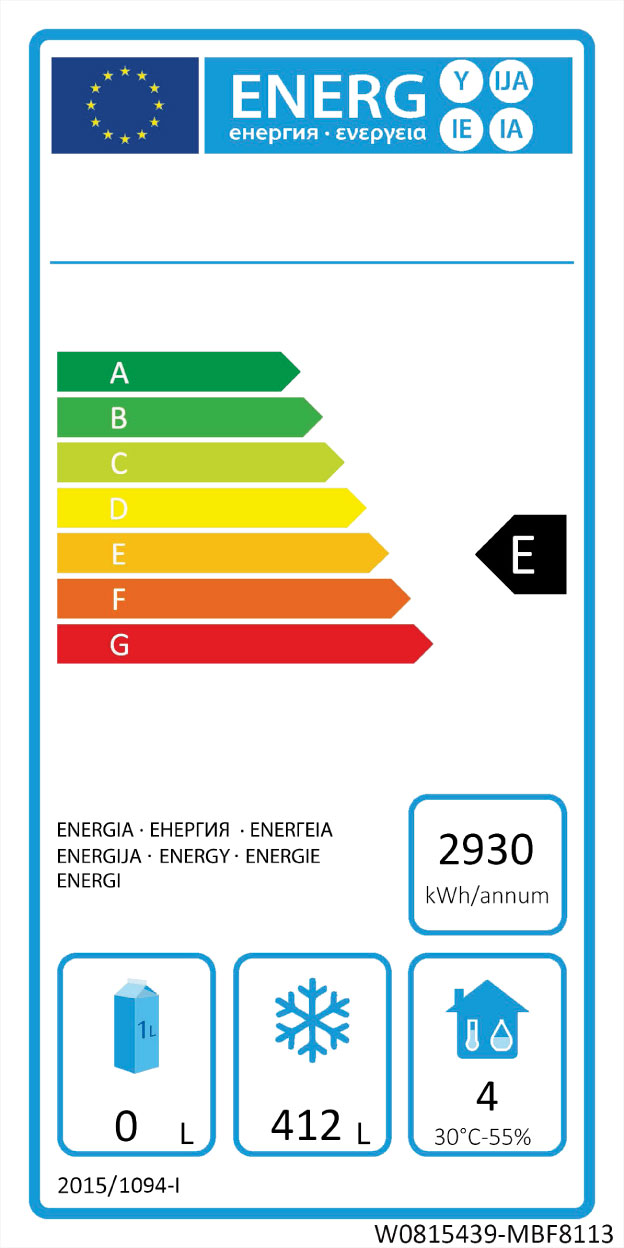 ENERG Y IJA
енергия · ενεργεια IE IA
A
B
C
D
E
E
F
G
ENERGIA · ЕНЕРГИЯ · ΕΝΕΡΓΕΙΑ
ENERGIJA · ENERGY · ENERGIE
ENERGI
2930
kWh/annum
1L
0 L
412 L
4
30°C-55%
2015/1094-I
W0815439-MBF8113